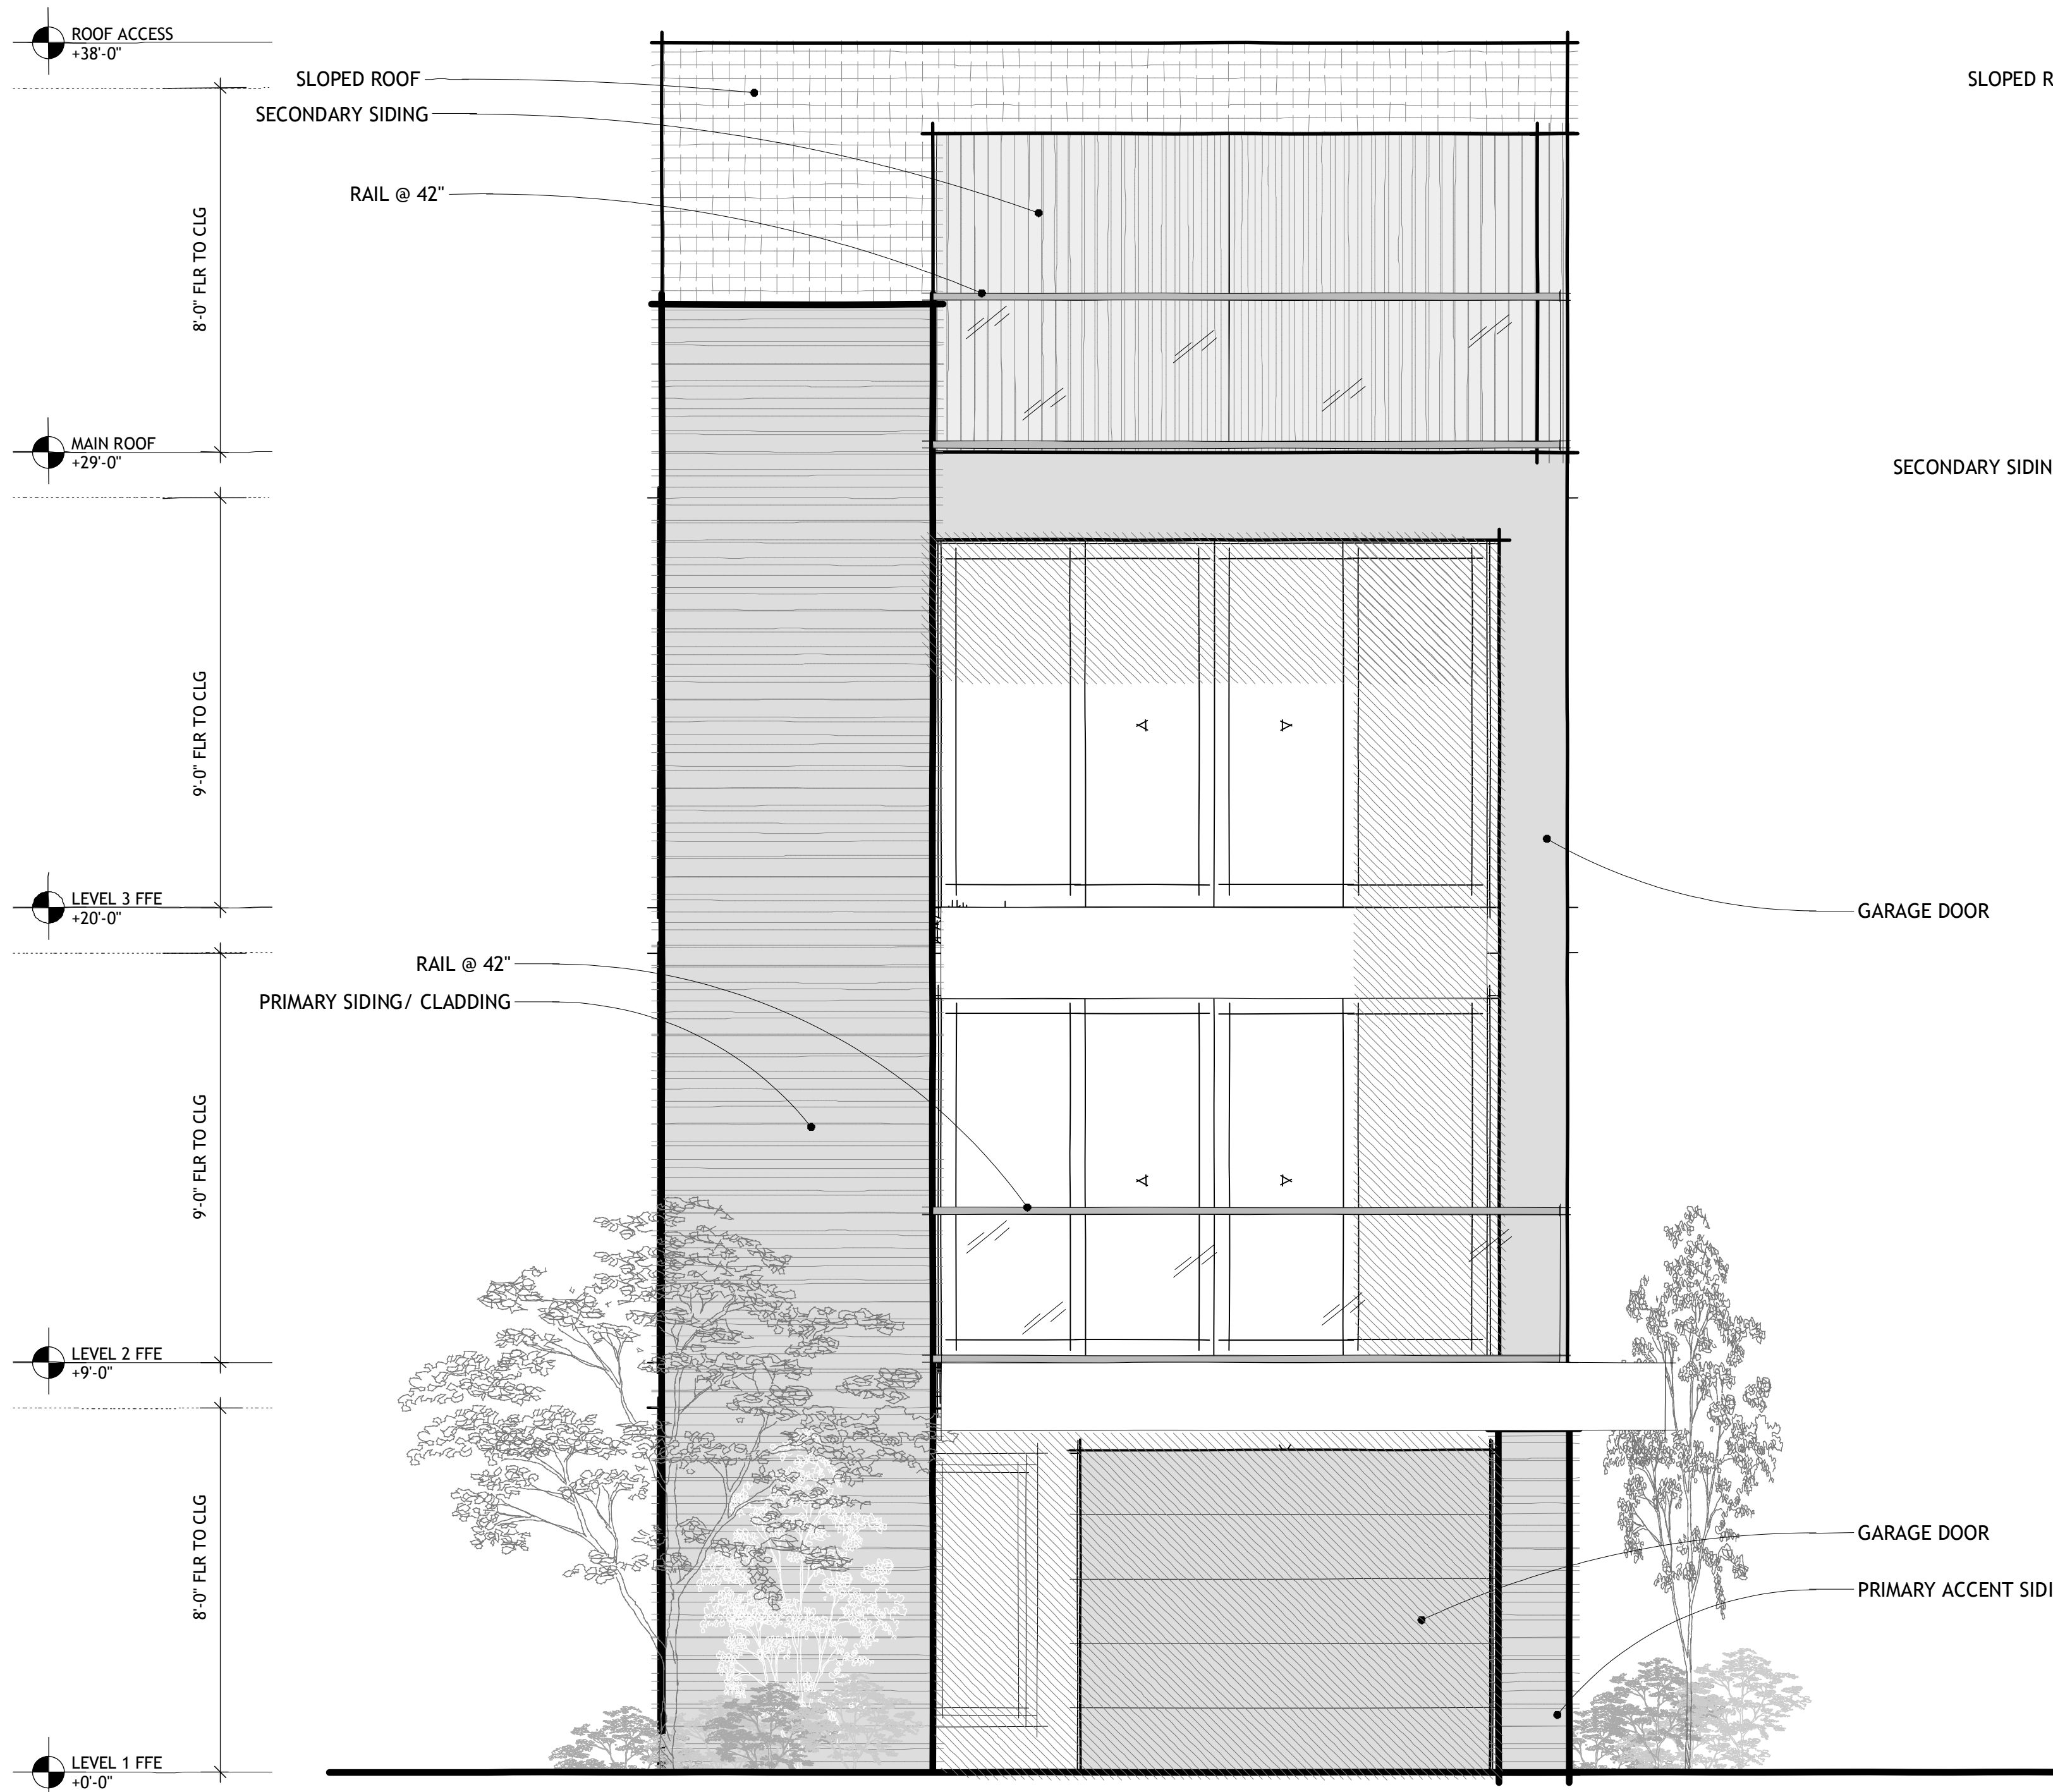 ROOF ACCESS
+38'-0"
SLOPED ROOF
SLOPED R
SECONDARY SIDING
RAIL @ 42"
8'-0" FLR TO CLG
MAIN ROOF
+29'-0"
SECONDARY SIDIN
9'-0" FLR TO CLG
LEVEL 3 FFE
+20'-0"
GARAGE DOOR
RAIL @ 42"
PRIMARY SIDING/ CLADDING
9'-0" FLR TO CLG
LEVEL 2 FFE
+9'-0"
8'-0" FLR TO CLG
GARAGE DOOR
PRIMARY ACCENT SIDI
LEVEL 1 FFE
+0'-0"